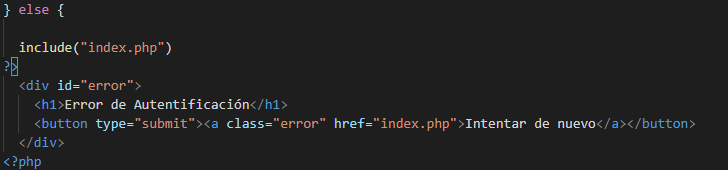 } else {
include("index.php")
?>
<div id="error">
<h1>Error de Autentificación</h1>
<button type="submit"><a class="error" href="index.php">Intentar de nuevo</a></button>
</div>
<?php